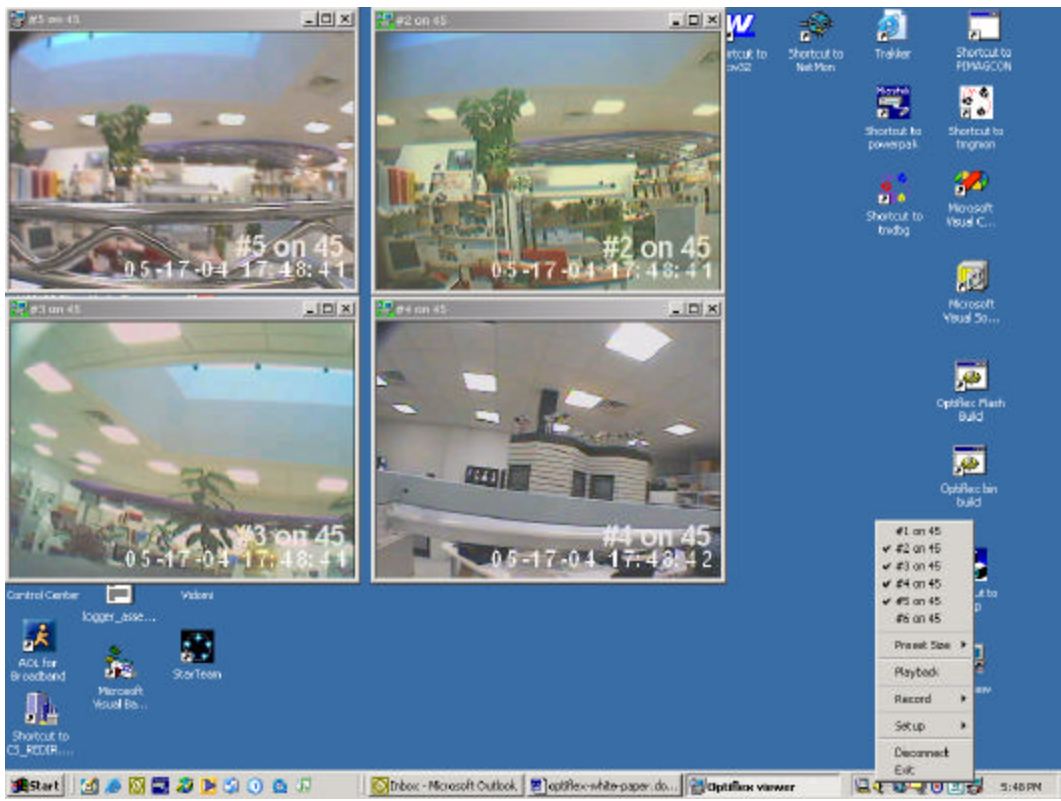 #5 on 45
#5 on 45
05-17-04 17:48:41
#2 on 45
#2 on 45
05-17-04 17:48:41
#3 on 45
#3 on 45
05-17-04 17:48:41
#4 on 45
#4 on 45
05-17-04 17:48:42
Shortcut to
NetMon
Trakker
Shortcut to
PIMAGCON
Microtek
Shortcut to
powerpak
Shortcut to
tmgmon
Shortcut to
tmdbg
Microsoft
Visual C...
Microsoft
Visual So...
Optiflex Flash
Build
Optiflex bin
build
Control Center
logger_asse...
AOL for
Broadband
Microsoft
Visual Ba...
StarTeam
Shortcut to
CS_REDIR....
#1 on 45
#2 on 45
#3 on 45
#4 on 45
#5 on 45
#6 on 45
Preset Size
Playback
Record
Setup
Disconnect
Exit
Start
Inbox - Microsoft Outlook
optiflex-white-paper.do...
Optiflex viewer
5:48 PM